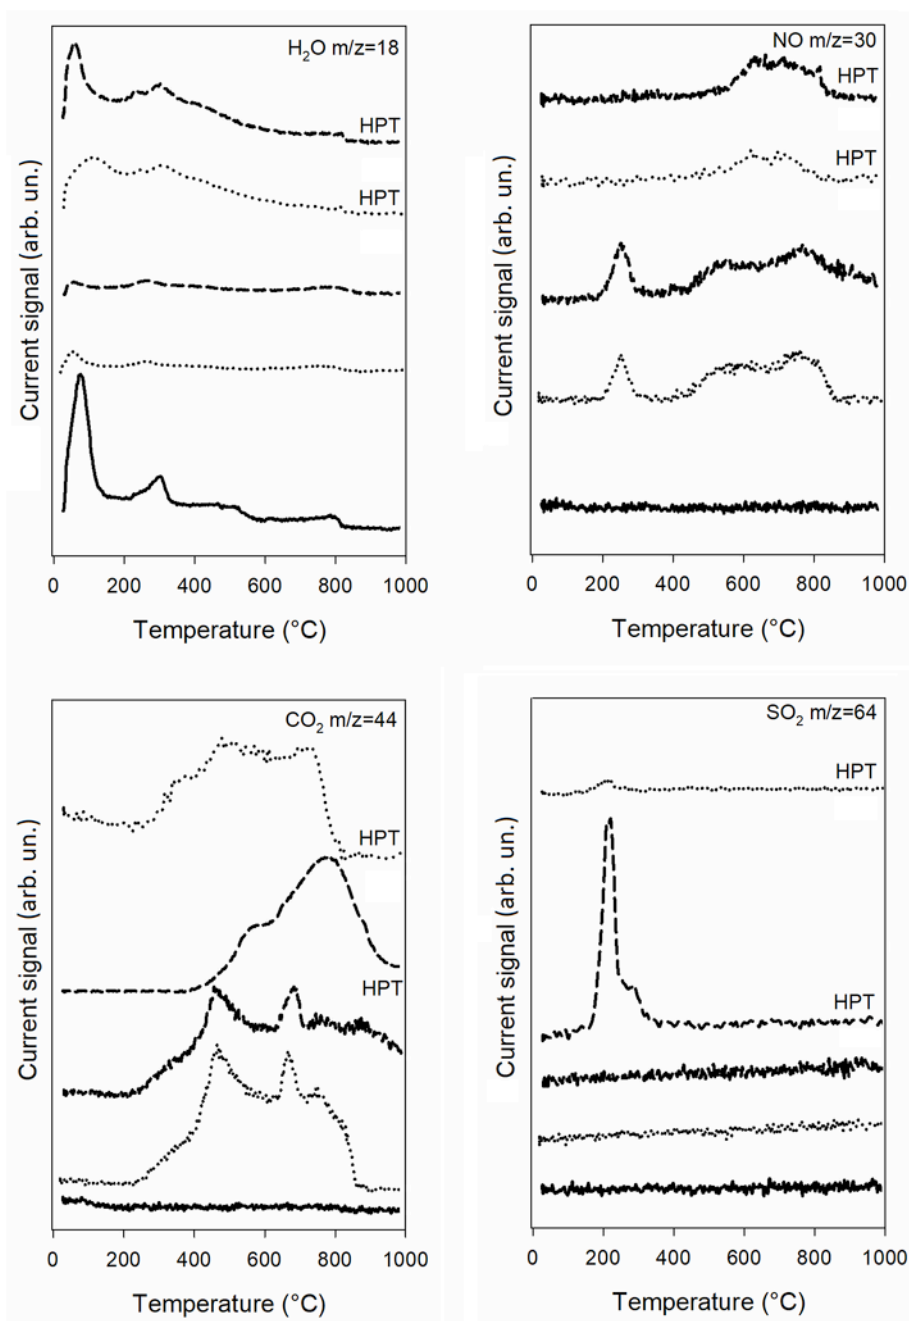 H2O m/z=18
HPT
HPT
Current signal (arb. un.)
0 200 400 600 800 1000
Temperature (°C)
NO m/z=30
HPT
HPT
Current signal (arb. un.)
0 200 400 600 800 1000
Temperature (°C)
CO2 m/z=44
HPT
HPT
Current signal (arb. un.)
0 200 400 600 800 1000
Temperature (°C)
SO2 m/z=64
HPT
HPT
Current signal (arb. un.)
0 200 400 600 800 1000
Temperature (°C)